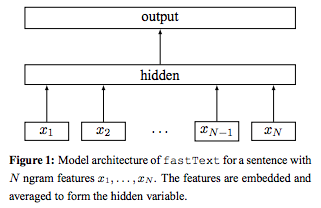 output
hidden
x1 x2 ... xN−1 xN
Figure 1: Model architecture of fastText for a sentence with
N ngram features x1, . . . , xN. The features are embedded and
averaged to form the hidden variable.